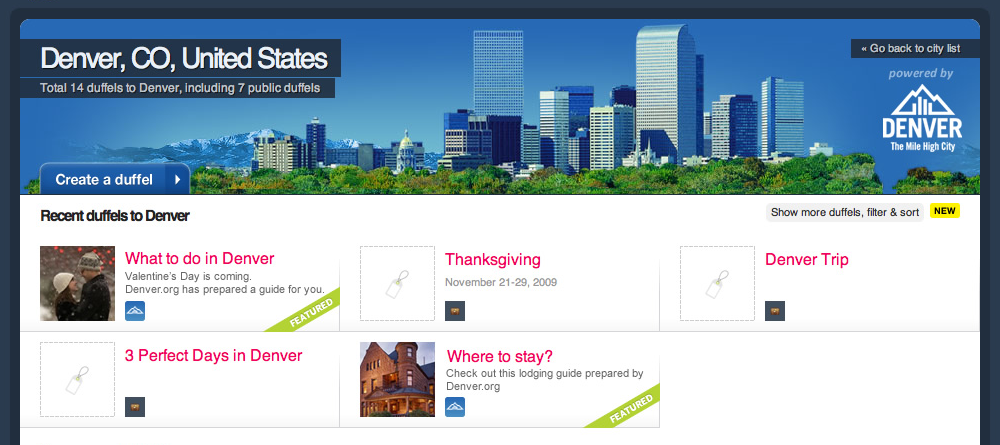 Denver, CO, United States
« Go back to city list
Total 14 duffels to Denver, including 7 public duffels
powered by
DENVER
The Mile High City
Create a duffel
Recent duffels to Denver
Show more duffels, filter & sort
NEW
What to do in Denver
Valentine's Day is coming.
Denver.org has prepared a guide for you.
FEATURED
Thanksgiving
November 21-29, 2009
Denver Trip
3 Perfect Days in Denver
Where to stay?
Check out this lodging guide prepared by
Denver.org
FEATURED